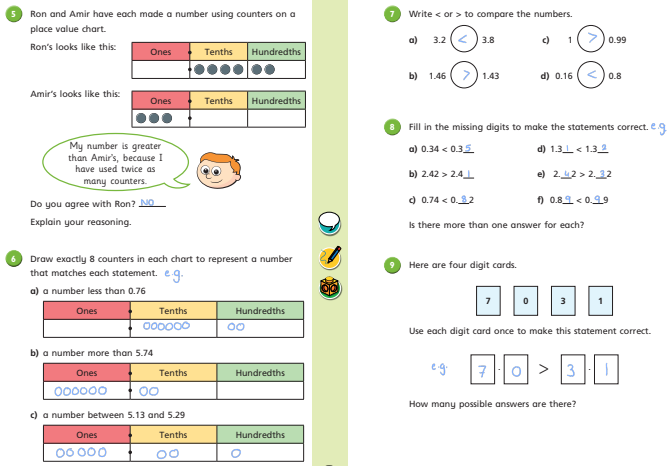 5 Ron and Amir have each made a number using counters on a
place value chart.
Ron's looks like this:
Ones Tenths Hundredths
Amir's looks like this:
Ones Tenths Hundredths
My number is greater
than Amir's, because I
have used twice as
many counters.
Do you agree with Ron? No
Explain your reasoning.
6 Draw exactly 8 counters in each chart to represent a number
that matches each statement. e.g.
a) a number less than 0.76
Ones Tenths Hundredths
b) a number more than 5.74
Ones Tenths Hundredths
c) a number between 5.13 and 5.29
Ones Tenths Hundredths
7 Write < or > to compare the numbers.
a) 3.2 < 3.8 c) 1 > 0.99
b) 1.46 > 1.43 d) 0.16 < 0.8
8 Fill in the missing digits to make the statements correct. e.g.
a) 0.34 < 0.35 d) 1.31 < 1.32
b) 2.42 > 2.41 e) 2.42 > 2.32
c) 0.74 < 0.82 f) 0.89 < 0.99
Is there more than one answer for each?
9 Here are four digit cards.
7 0 3 1
Use each digit card once to make this statement correct.
e.g. 7.0 > 3.1
How many possible answers are there?